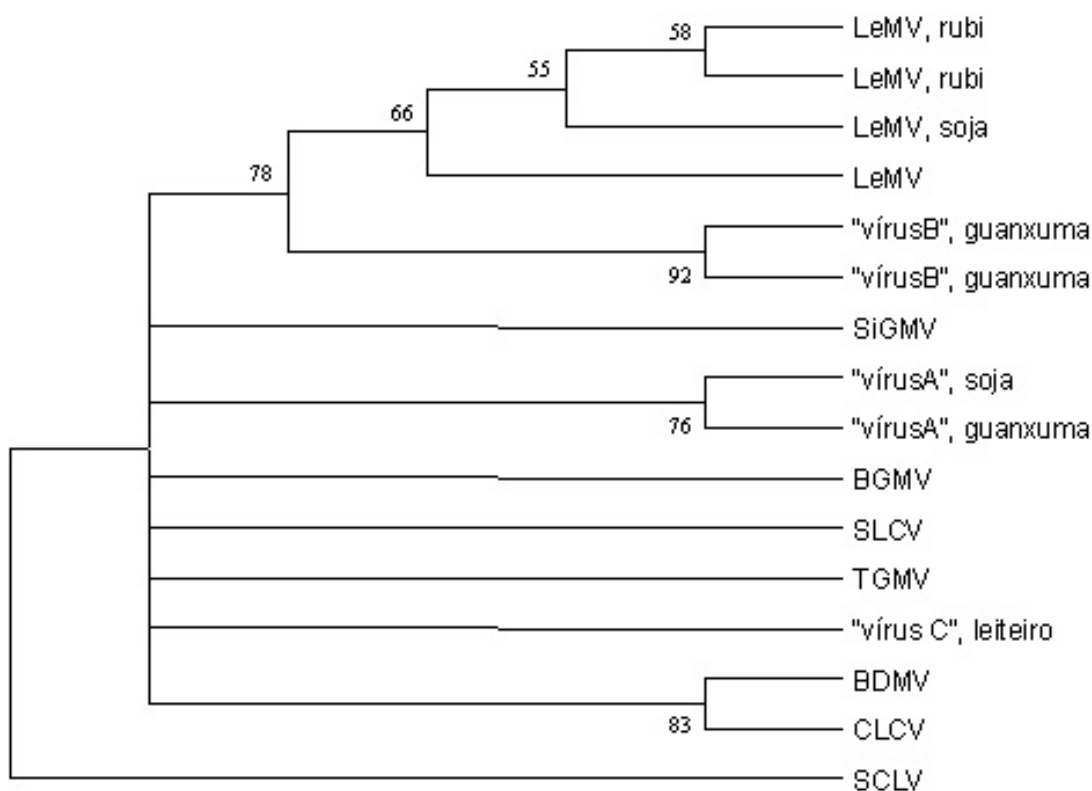 58
LeMV, rubi
55
LeMV, rubi
66
LeMV, soja
78
LeMV
"vírusB", guanxuma
92
"vírusB", guanxuma
SiGMV
"vírusA", soja
76
"vírusA", guanxuma
BGMV
SLCV
TGMV
"vírus C", leiteiro
BDMV
83
CLCV
SCLV